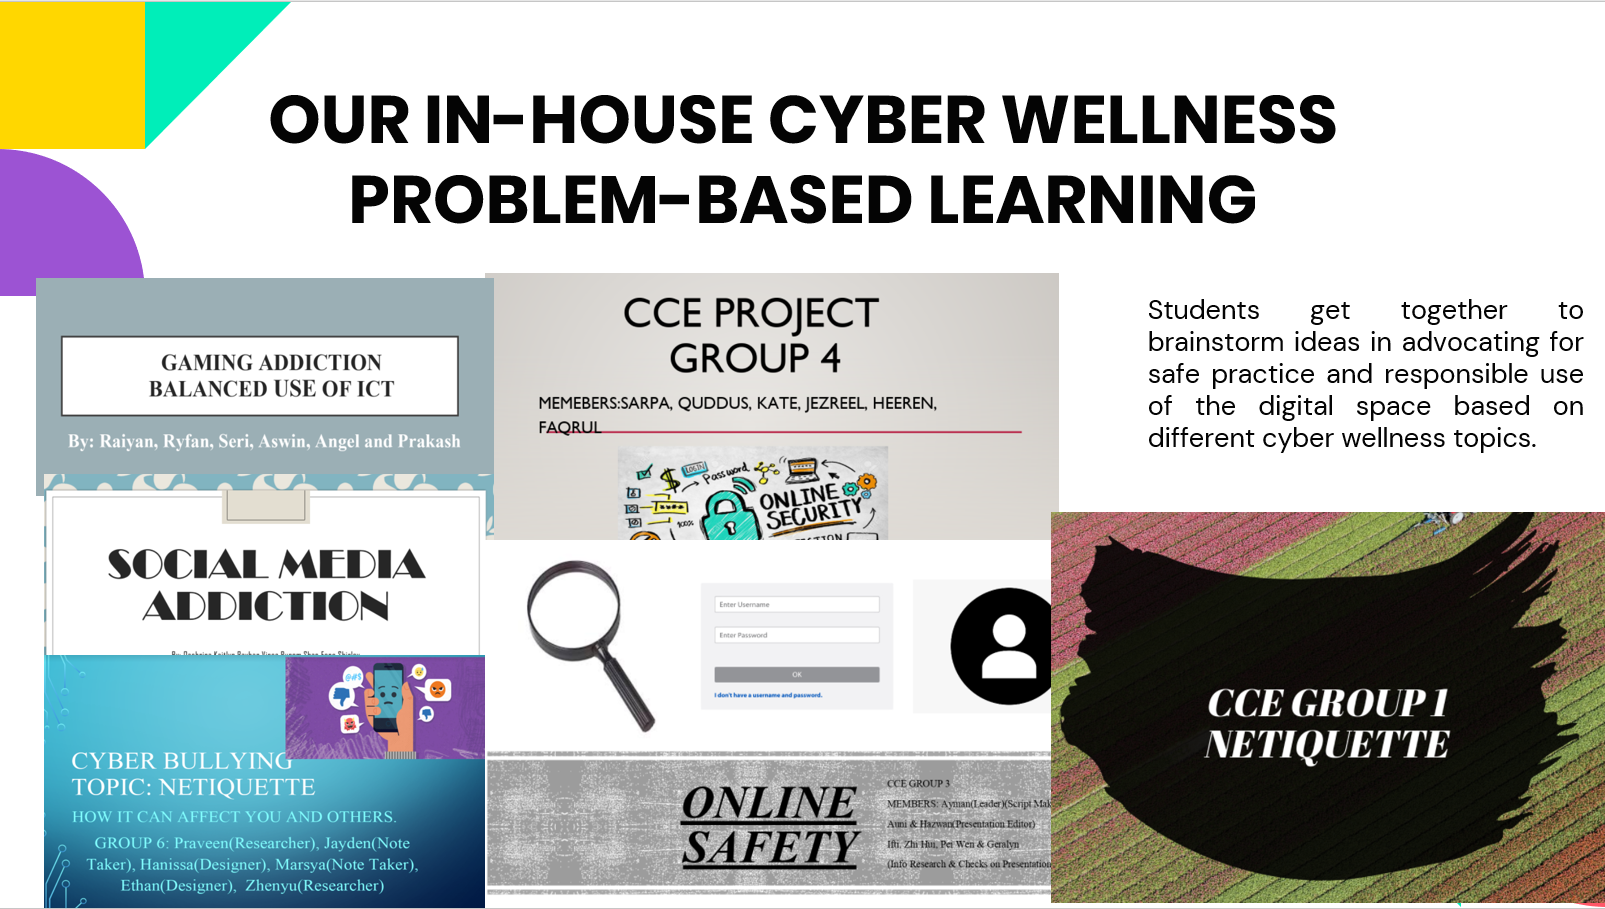 OUR IN-HOUSE CYBER WELLNESS
PROBLEM-BASED LEARNING
GAMING ADDICTION
BALANCED USE OF ICT
By: Raiyan, Ryfan, Seri, Aswin, Angel and Prakash
CCE PROJECT
GROUP 4
MEMEBERS:SARPA, QUDDUS, KATE, JEZREEL, HEEREN,
FAQRUL
LOGIN
Password
100%
ONLINE
SECURITY
Students get together to
brainstorm ideas in advocating for
safe practice and responsible use
of the digital space based on
different cyber wellness topics.
SOCIAL MEDIA
ADDICTION
Enter Username
Enter Password
OK
I don't have a username and password.
@#$
CYBER BULLYING
TOPIC: NETIQUETTE
HOW IT CAN AFFECT YOU AND OTHERS.
GROUP 6: Praveen(Researcher), Jayden(Note
Taker), Hanissa(Designer), Marsya(Note Taker),
Ethan(Designer), Zhenyu(Researcher)
ONLINE
SAFETY
CCE GROUP 3
MEMBERS: Ayman(Leader)(Script Mak
Auni & Hazwan(Presentation Editor)
Ifti, Zhi Hui, Pei Wen & Geralyn
(Info Research & Checks on Presentation
CCE GROUP 1
NETIQUETTE